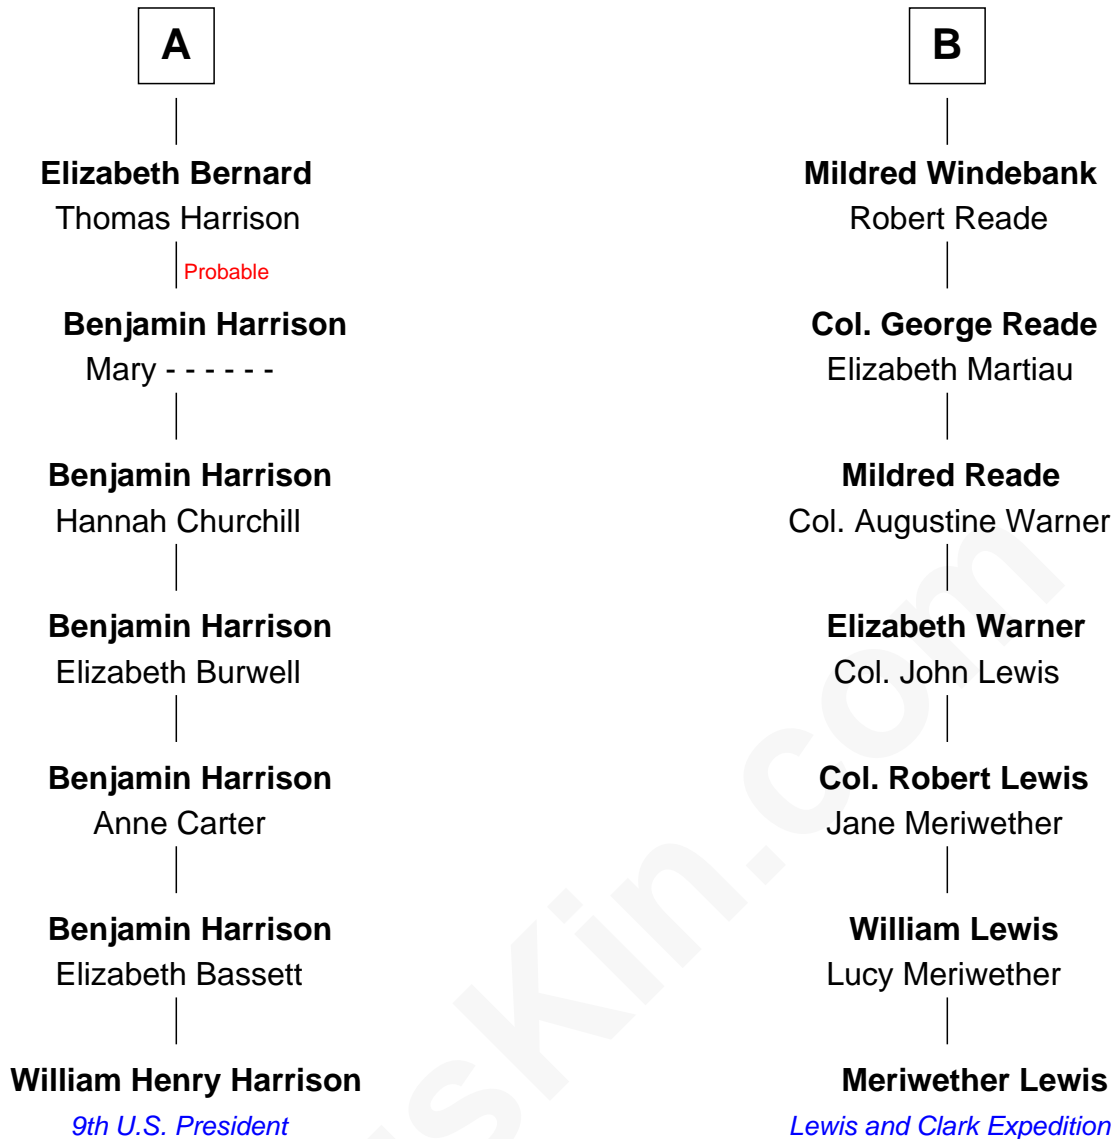 A
Elizabeth Bernard
Thomas Harrison
Probable
Benjamin Harrison
Mary - - - - - -
Benjamin Harrison
Hannah Churchill
Benjamin Harrison
Elizabeth Burwell
Benjamin Harrison
Anne Carter
Benjamin Harrison
Elizabeth Bassett
William Henry Harrison
9th U.S. President
B
Mildred Windebank
Robert Reade
Col. George Reade
Elizabeth Martiau
Mildred Reade
Col. Augustine Warner
Elizabeth Warner
Col. John Lewis
Col. Robert Lewis
Jane Meriwether
William Lewis
Lucy Meriwether
Meriwether Lewis
Lewis and Clark Expedition